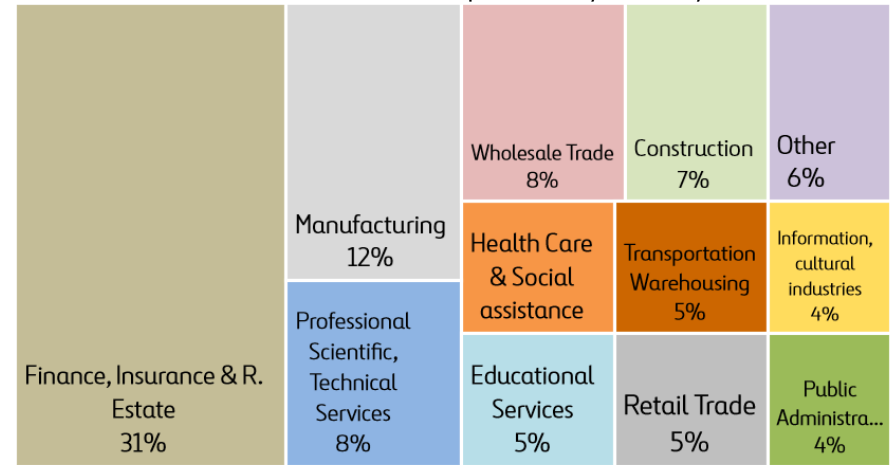 Finance, Insurance & R.
Estate
31%
Manufacturing
12%
Professional
Scientific,
Technical
Services
8%
Wholesale Trade
8%
Construction
7%
Other
6%
Health Care
& Social
assistance
Transportation
Warehousing
5%
Information,
cultural
industries
4%
Educational
Services
5%
Retail Trade
5%
Public
Administra...
4%